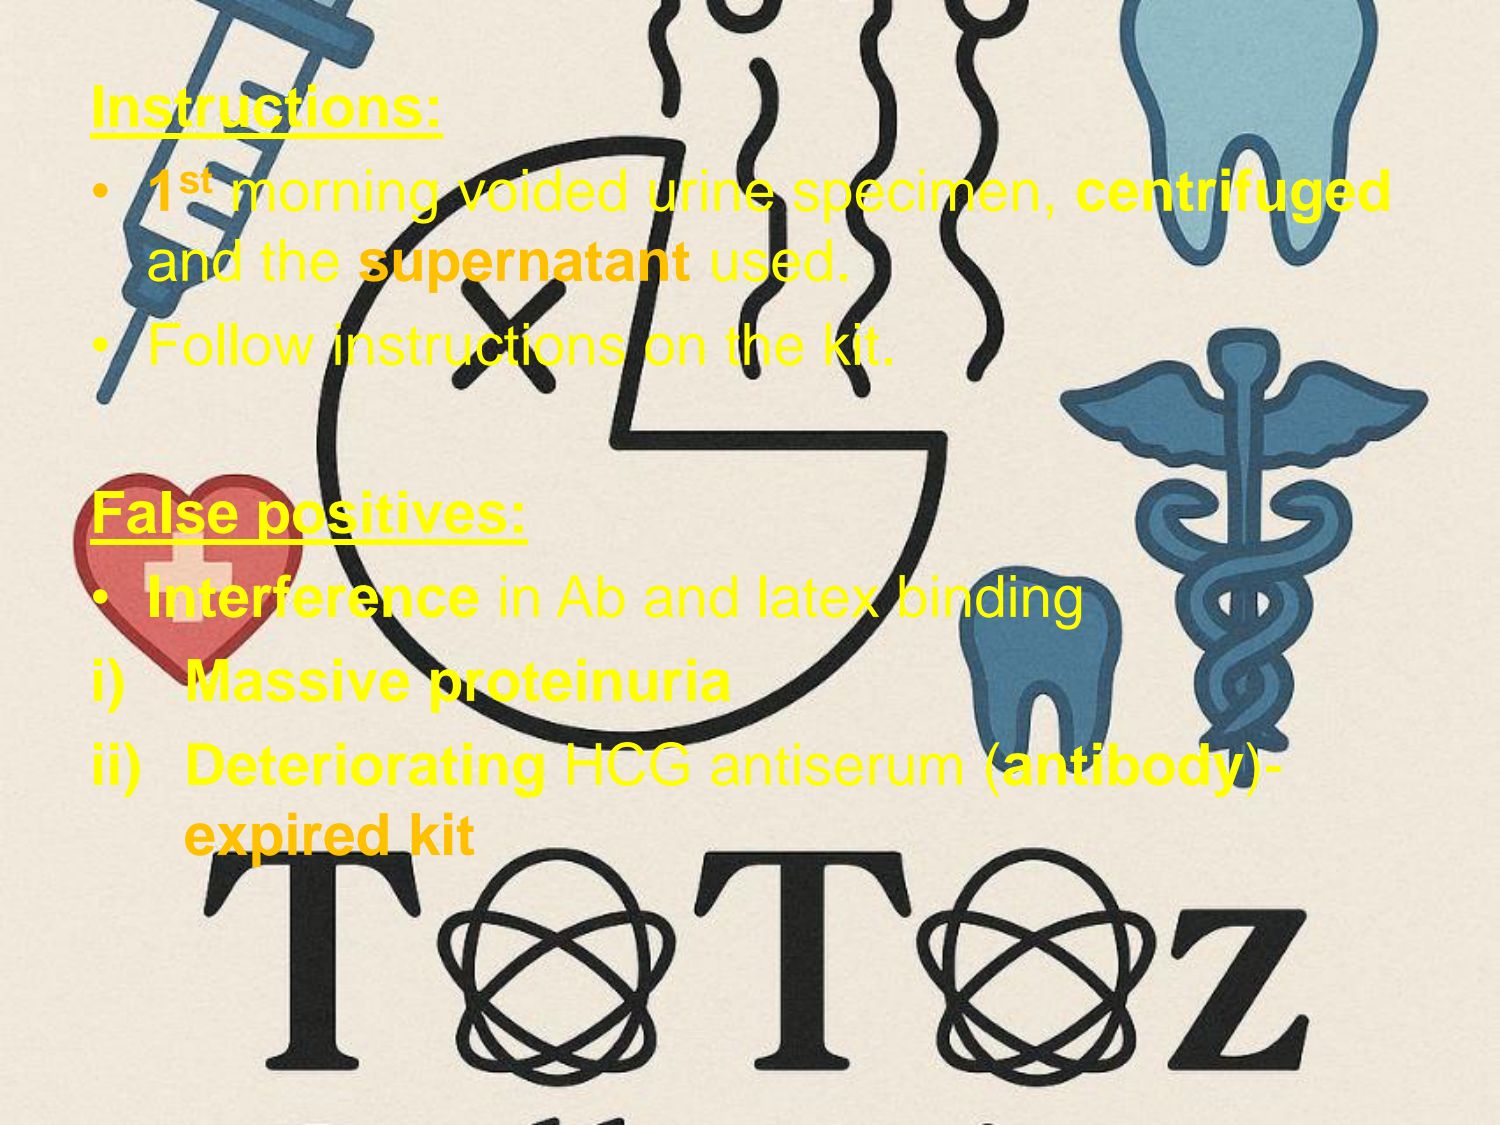 Instructions:
• 1st morning voided urine specimen, centrifuged
and the supernatant used.
• Follow instructions on the kit.
False positives:
• Interference in Ab and latex binding
i) Massive proteinuria
ii) Deteriorating HCG antiserum (antibody)-
expired kit
TOTZ